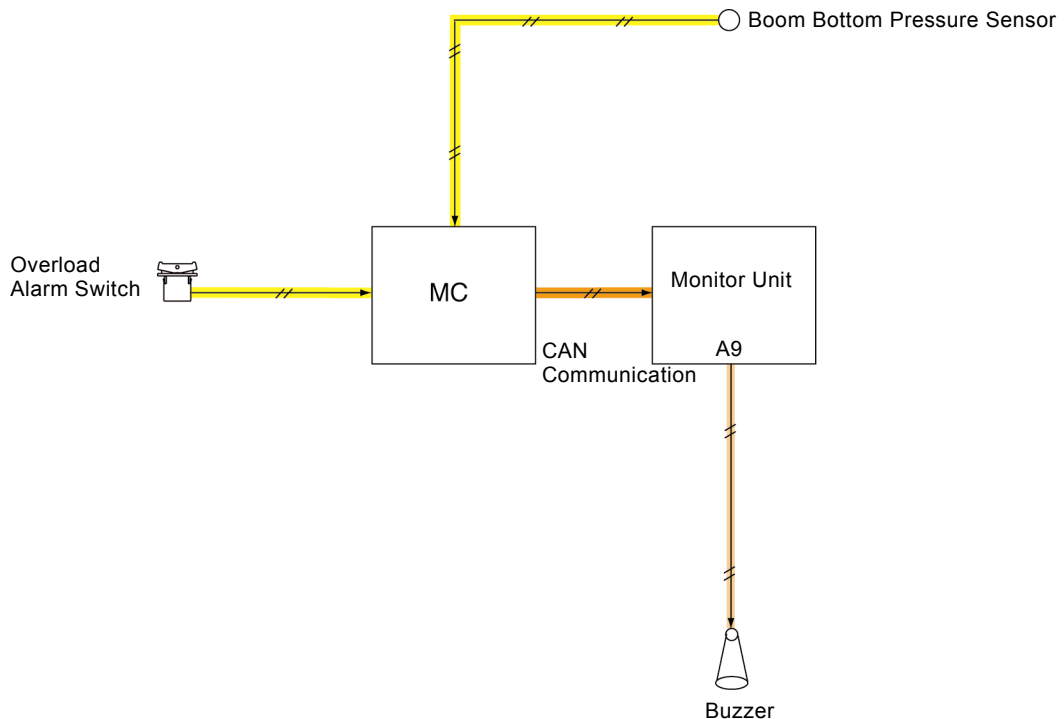 Boom Bottom Pressure Sensor
Overload
Alarm Switch
MC
Monitor Unit
A9
CAN
Communication
Buzzer